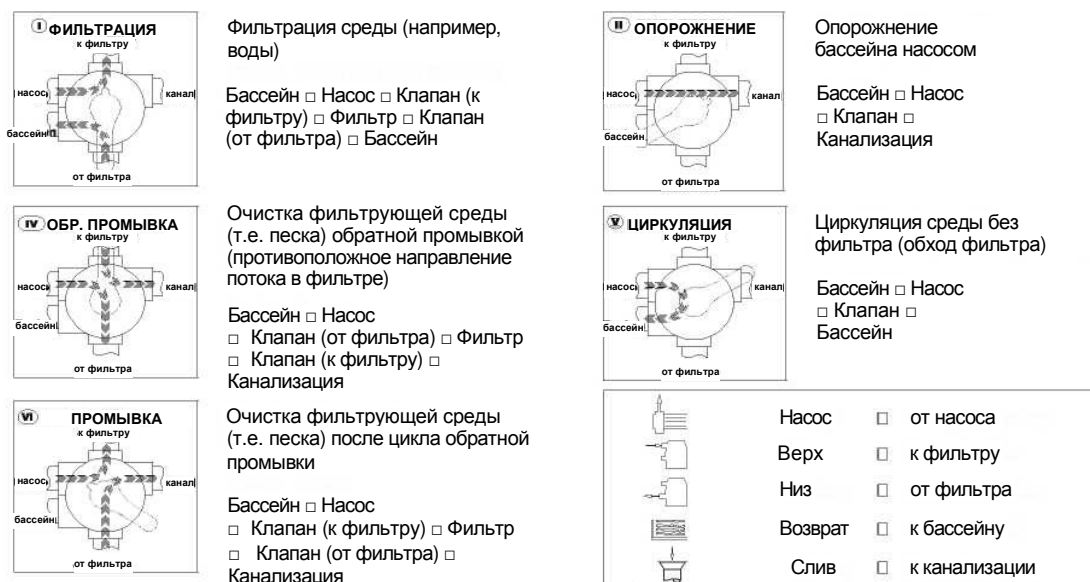 I ФИЛЬТРАЦИЯ
к фильтру
насос
канал
бассейн
от фильтра
Фильтрация среды (например,
воды)
Бассейн □ Насос □ Клапан (к
фильтру) □ Фильтр □ Клапан
(от фильтра) □ Бассейн
II ОПОРОЖНЕНИЕ
к фильтру
насос
канал
бассейн
от фильтра
Опорожнение
бассейна насосом
Бассейн □ Насос
□ Клапан □
Канализация
IV ОБР. ПРОМЫВКА
к фильтру
насос
канал
бассейн
от фильтра
Очистка фильтрующей среды
(т.е. песка) обратной промывкой
(противоположное направление
потока в фильтре)
Бассейн □ Насос
□ Клапан (от фильтра) □ Фильтр
□ Клапан (к фильтру) □
Канализация
V ЦИРКУЛЯЦИЯ
к фильтру
насос
канал
бассейн
от фильтра
Циркуляция среды без
фильтра (обход фильтра)
Бассейн □ Насос
□ Клапан □
Бассейн
VI ПРОМЫВКА
к фильтру
насос
канал
бассейн
от фильтра
Очистка фильтрующей среды
(т.е. песка) после цикла обратной
промывки
Бассейн □ Насос
□ Клапан (к фильтру) □ Фильтр
□ Клапан (от фильтра) □
Канализация
Насос □ от насоса
Верх □ к фильтру
Низ □ от фильтра
Возврат □ к бассейну
Слив □ к канализации